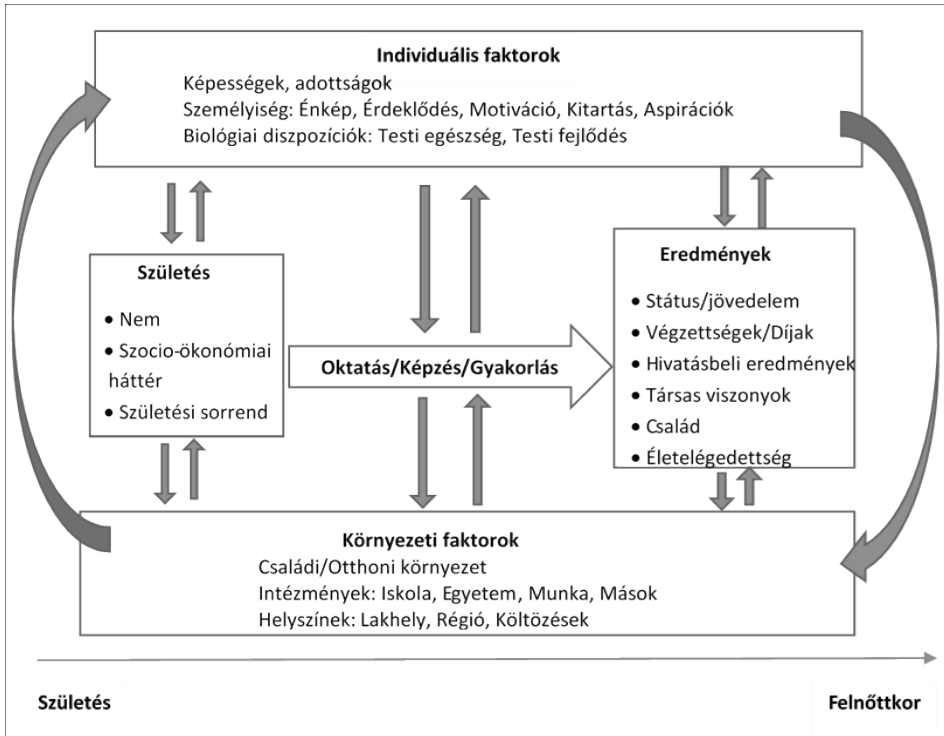 Individuális faktorok
Képességek, adottságok
Személyiség: Énkép, Érdeklődés, Motiváció, Kitartás, Aspirációk
Biológiai diszpozíciók: Testi egészség, Testi fejlődés
Születés
• Nem
• Szocio-ökonómiai
háttér
• Születési sorrend
Oktatás/Képzés/Gyakorlás
Eredmények
• Státus/jövedelem
• Végzettségek/Díjak
• Hivatásbeli eredmények
• Társas viszonyok
• Család
• Életelégedettség
Környezeti faktorok
Családi/Otthoni környezet
Intézmények: Iskola, Egyetem, Munka, Mások
Helyszínek: Lakhely, Régió, Költözések
Születés
Felnőttkor